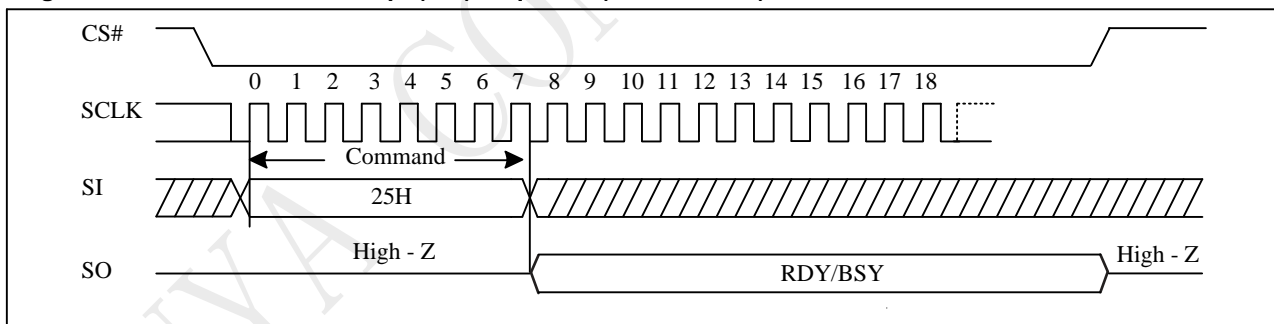 CS#
0 1 2 3 4 5 6 7 8 9 10 11 12 13 14 15 16 17 18
SCLK
Command
SI
25H
High - Z
High - Z
SO
RDY/BSY